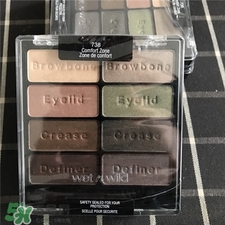 738
Comfort Zone
Zone de confort
Browbone Browbone
Eyelid Eyelid
Crease Crease
Definer Definer
wet n wild
SAFETY SEALED FOR YOUR
PROTECTION
SCELLÉ POUR SÉCURITÉ